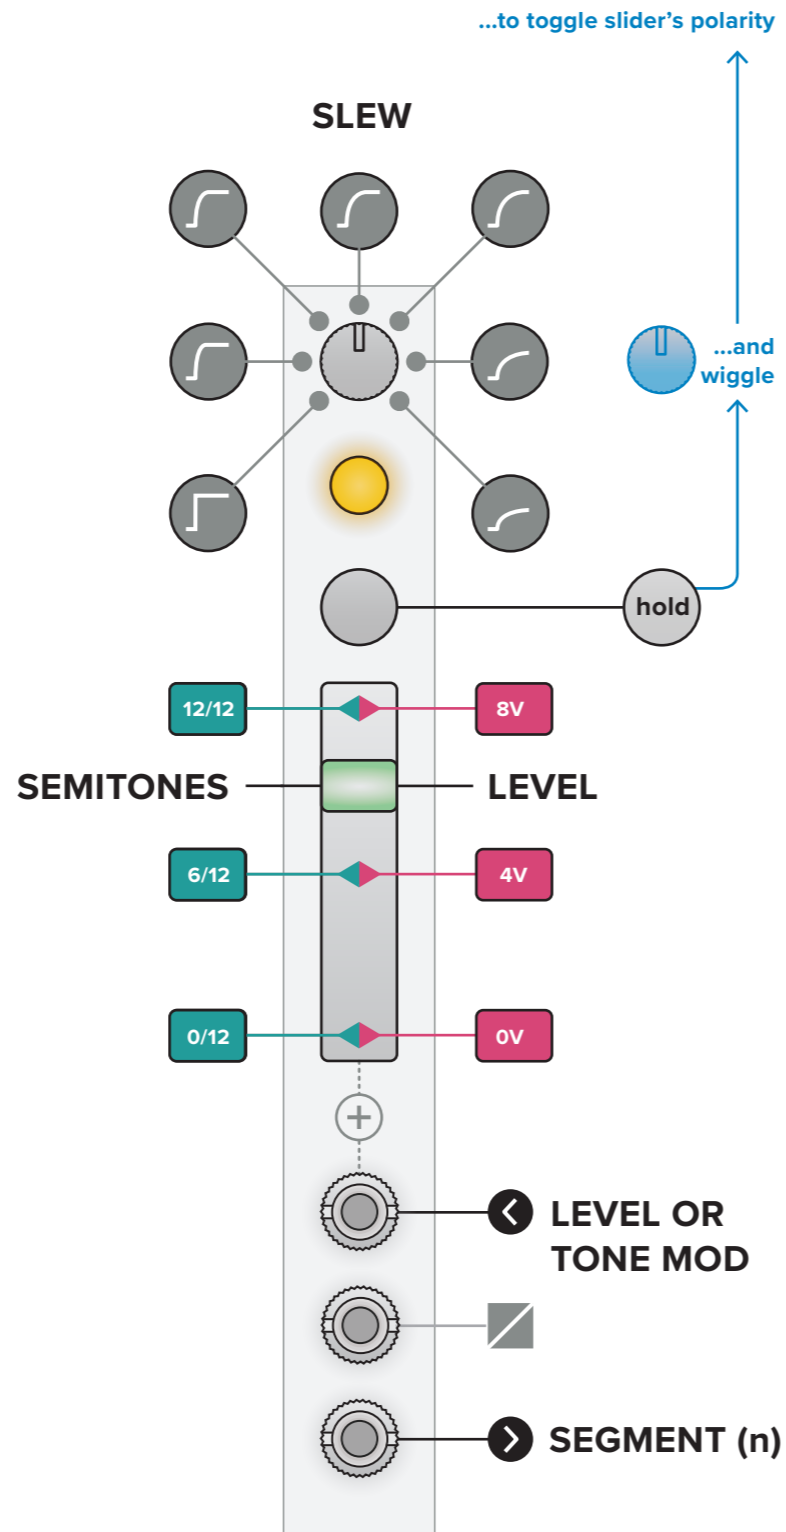 ...to toggle slider’s polarity
SLEW
...and
wiggle
hold
12/12
8V
SEMITONES
LEVEL
6/12
4V
0/12
0V
LEVEL OR
TONE MOD
SEGMENT (n)